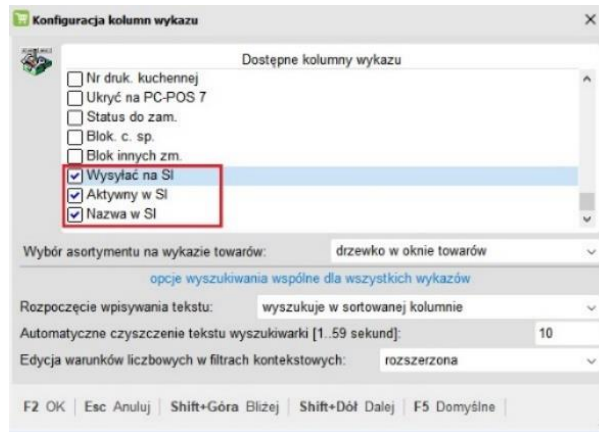 Konfiguracja kolumn wykazu
Dostępne kolumny wykazu
Nr druk. kuchennej
Ukryć na PC-POS 7
Status do zam.
Blok. c. sp.
Blok innych zm.
Wysyłać na SI
Aktywny w SI
Nazwa w SI
Wybór asortymentu na wykazie towarów: drzewko w oknie towarów
opcje wyszukiwania wspólne dla wszystkich wykazów
Rozpoczęcie wpisywania tekstu: wyszukuje w sortowanej kolumnie
Automatyczne czyszczenie tekstu wyszukiwarki [1..59 sekund]: 10
Edycja warunków liczbowych w filtrach kontekstowych: rozszerzona
F2 OK | Esc Anuluj | Shift+Góra Bliżej | Shift+Dół Dalej | F5 Domyślne |